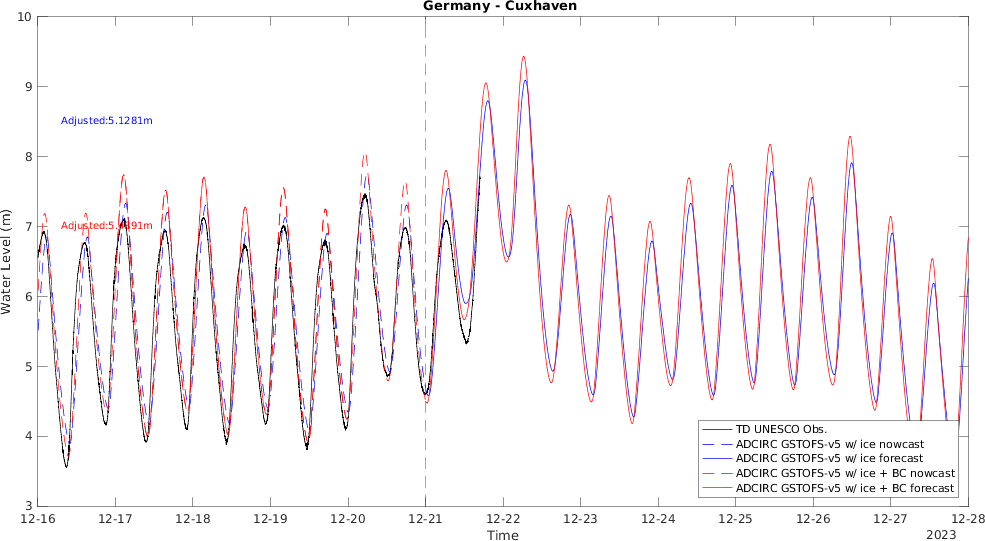 Germany - Cuxhaven
10
9
8
7
6
5
4
3
Water Level (m)
Adjusted:5.1281m
TD UNESCO Obs.
ADCIRC GSTOFS-v5 w/ ice nowcast
ADCIRC GSTOFS-v5 w/ ice forecast
ADCIRC GSTOFS-v5 w/ ice + BC nowcast
ADCIRC GSTOFS-v5 w/ ice + BC forecast
12-16 12-17 12-18 12-19 12-20 12-21 12-22 12-23 12-24 12-25 12-26 12-27 12-28
Time
2023